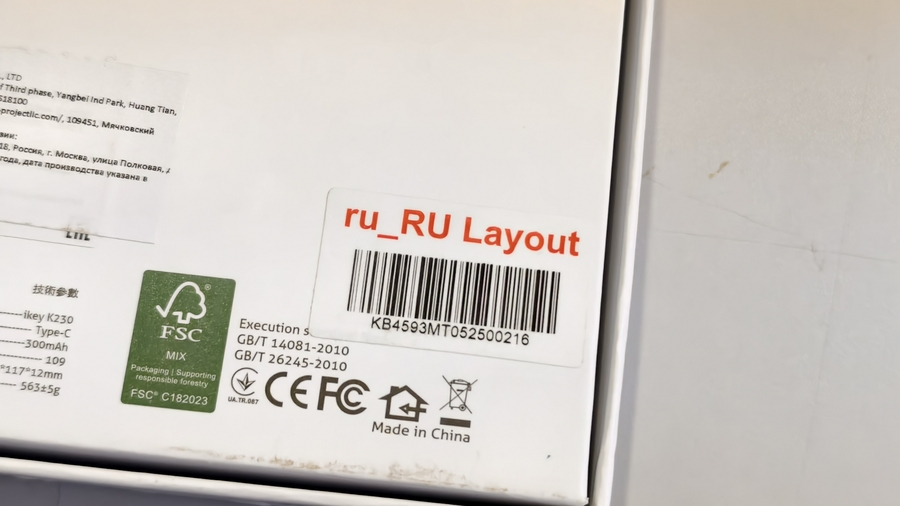 ., LTD
Third phase, Yangbei Ind Park, Huang Tian,
518100
projectllc.com/, 109451, Мячковский
18, Россия, г. Москва, улица Полковая,
года, дата производства указана в
ru_RU Layout
KB4593MT052500216
技術參數
ikey K230
Type-C
300mAh
109
*117*12mm
563±5g
FSC®
MIX
Packaging | Supporting
responsible forestry
FSC® C182023
Execution s
GB/T 14081-2010
GB/T 26245-2010
UA.TR.087
CE FC
Made in China